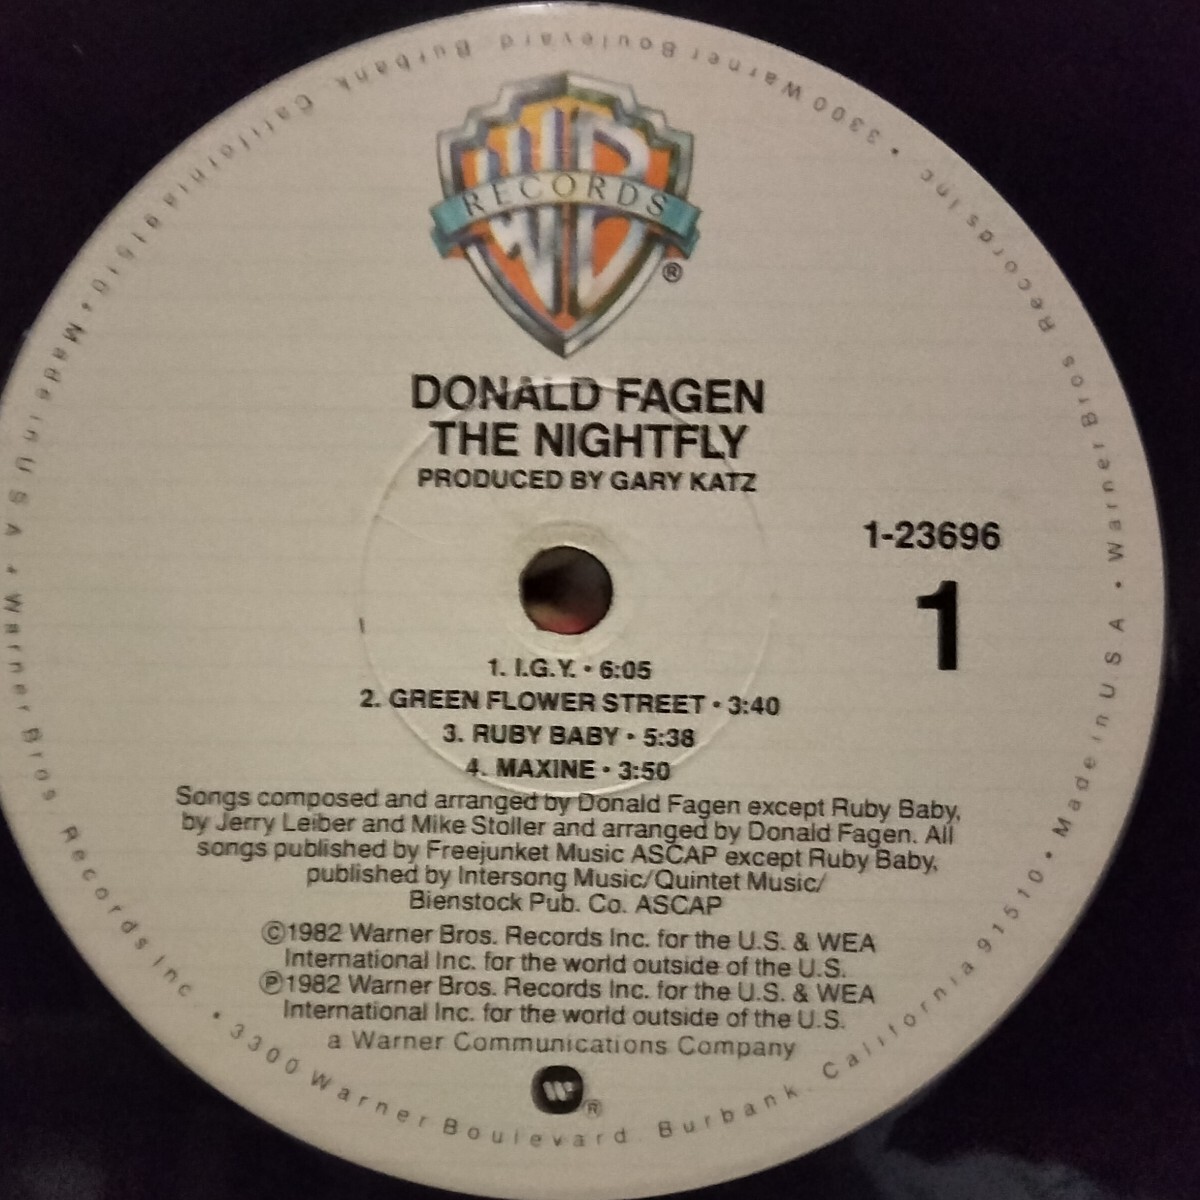 WB
RECORDS
®
DONALD FAGEN
THE NIGHTFLY
PRODUCED BY GARY KATZ
1-23696
1
1. I.G.Y. • 6:05
2. GREEN FLOWER STREET • 3:40
3. RUBY BABY • 5:38
4. MAXINE • 3:50
Songs composed and arranged by Donald Fagen except Ruby Baby,
by Jerry Leiber and Mike Stoller and arranged by Donald Fagen. All
songs published by Freejunket Music ASCAP except Ruby Baby,
published by Intersong Music/Quintet Music/
Bienstock Pub. Co. ASCAP
©1982 Warner Bros. Records Inc. for the U.S. & WEA
International Inc. for the world outside of the U.S.
℗1982 Warner Bros. Records Inc. for the U.S. & WEA
International Inc. for the world outside of the U.S.
a Warner Communications Company
W ®
Warner Bros. Records Inc. • 3300 Warner Boulevard. Burbank. California 91510 • Made in U S A • Warner Bros Records Inc. • 3300 Warner Boulevard Burbank. California 91510 • Made in U S A •